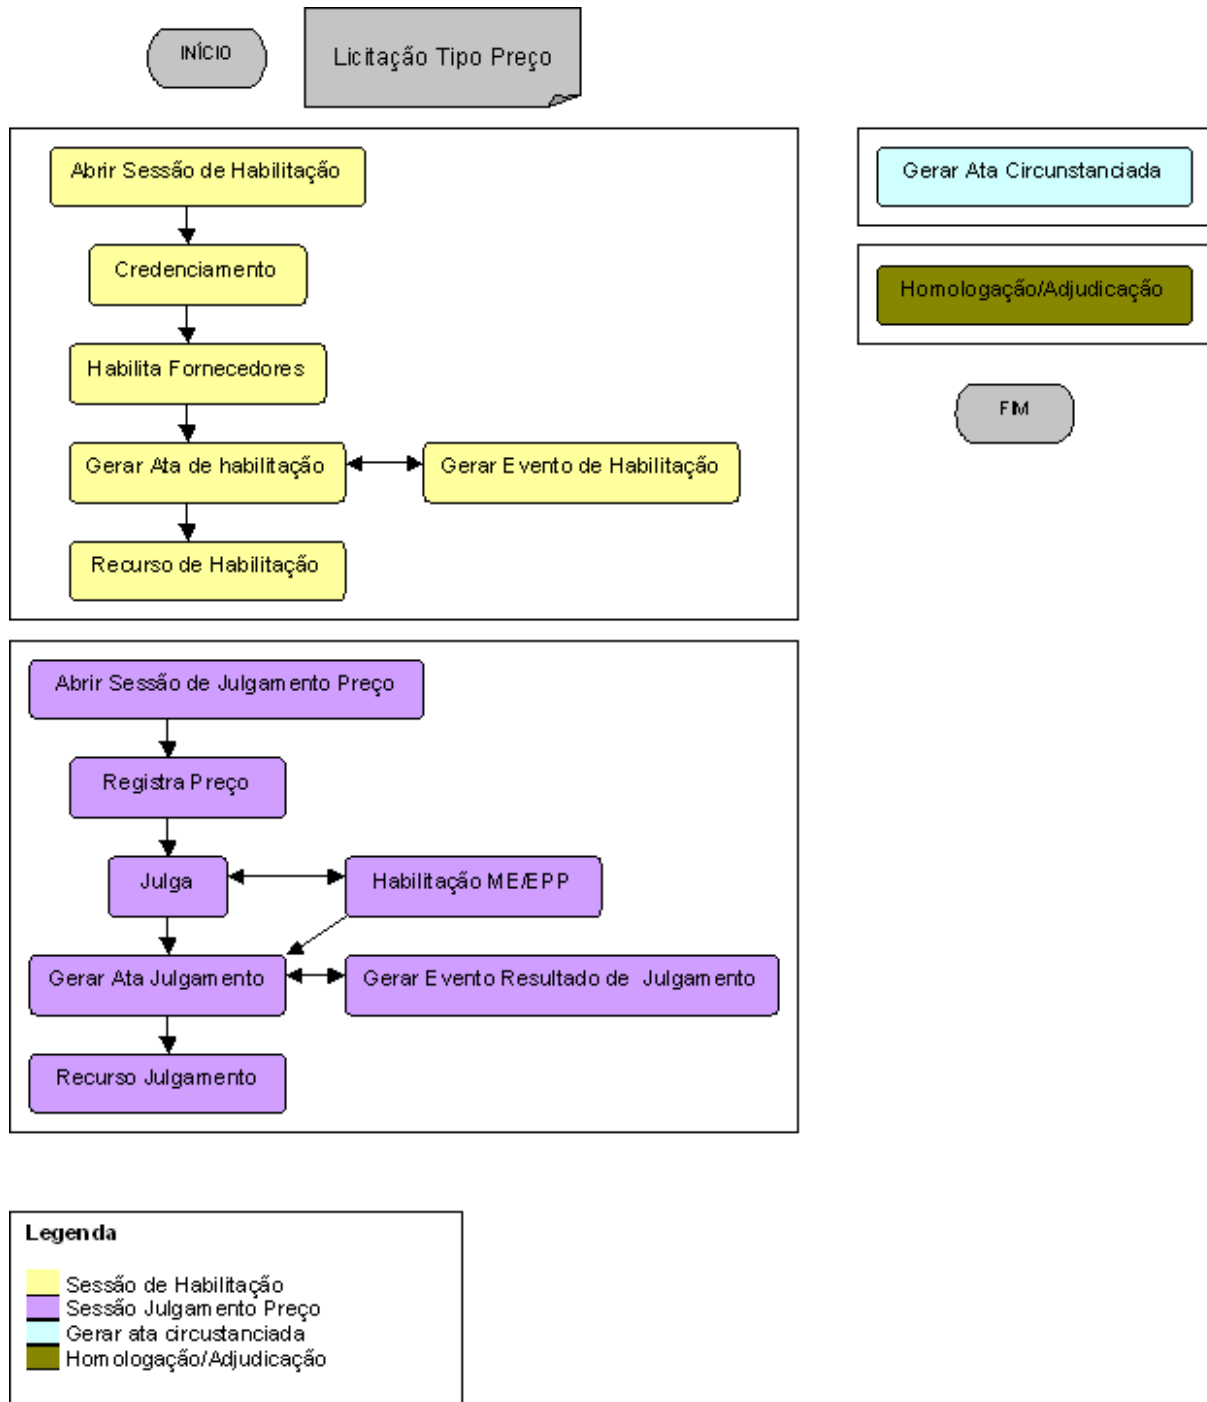 INÍCIO
Licitação Tipo Preço
Abrir Sessão de Habilitação
Credenciamento
Habilita Fornecedores
Gerar Ata de habilitação
Gerar Evento de Habilitação
Recurso de Habilitação
Gerar Ata Circunstanciada
Homologação/Adjudicação
FIM
Abrir Sessão de Julgamento Preço
Registra Preço
Julga
Habilitação ME/EPP
Gerar Ata Julgamento
Gerar Evento Resultado de Julgamento
Recurso Julgamento
Legenda
Sessão de Habilitação
Sessão Julgamento Preço
Gerar ata circustanciada
Homologação/Adjudicação